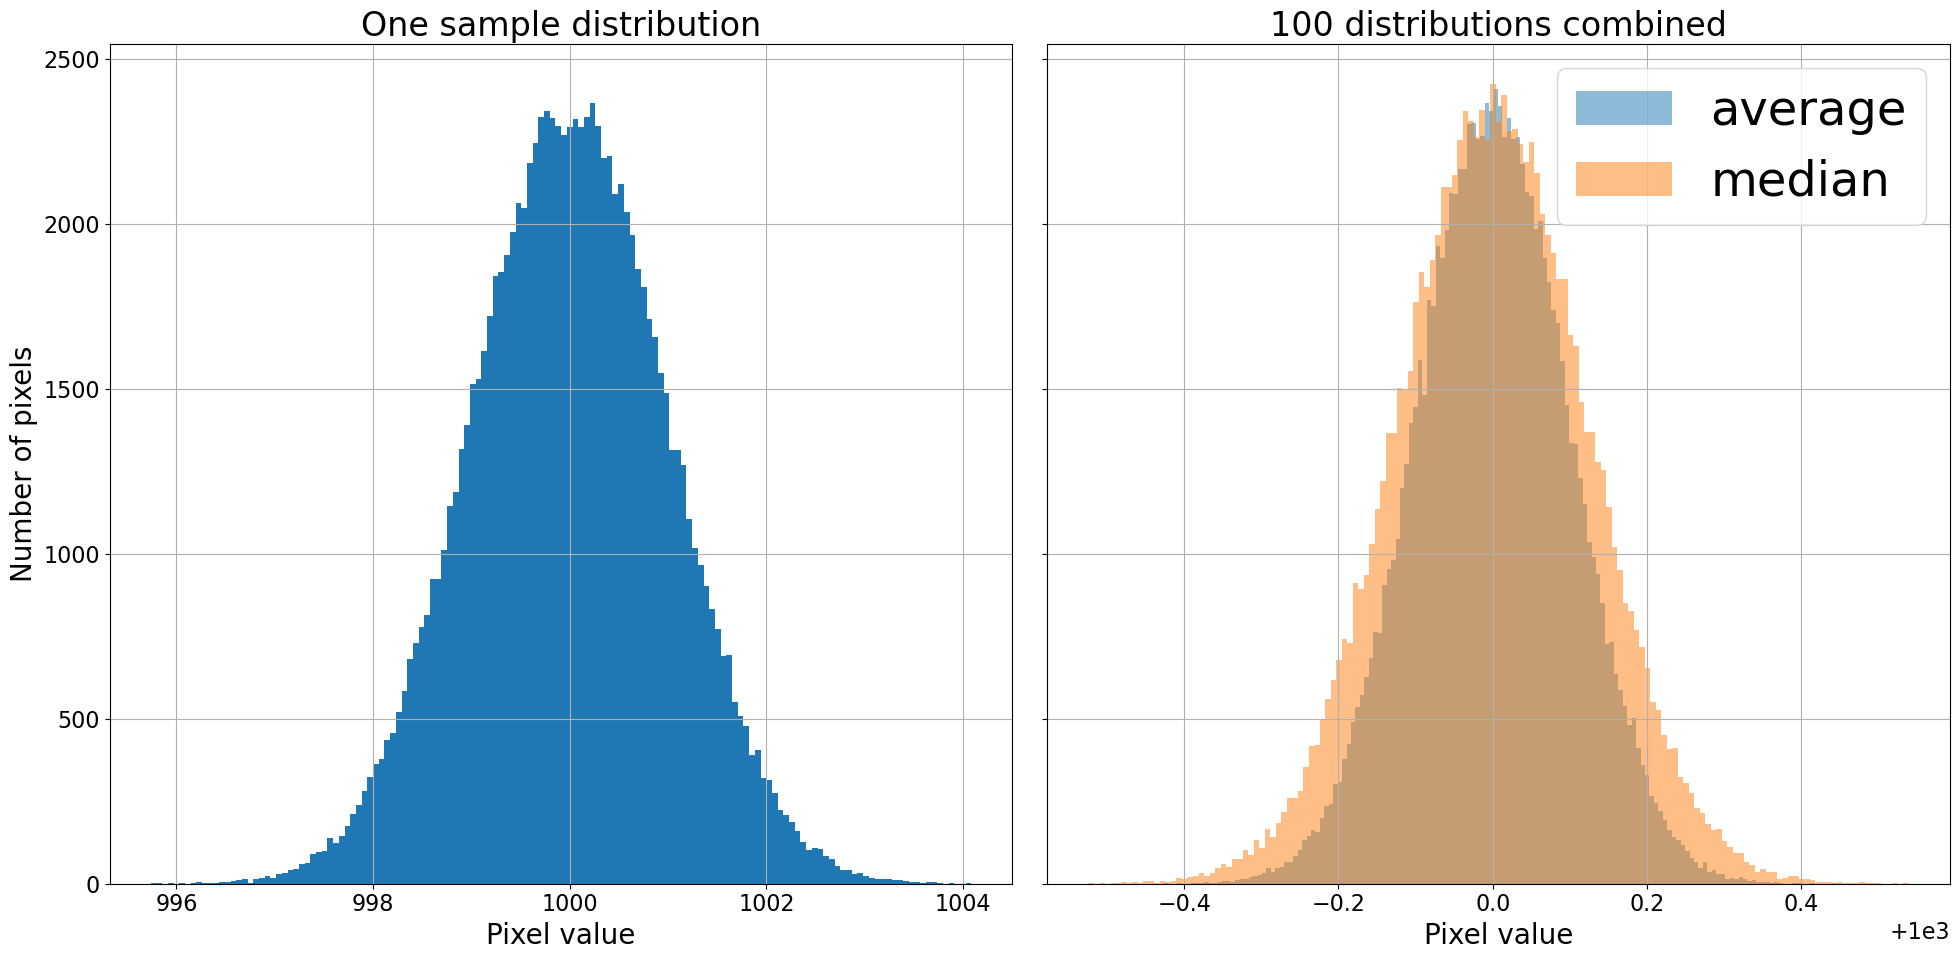 One sample distribution
2500
2000
1500
1000
500
0
Number of pixels
996
998
1000
1002
1004
Pixel value
100 distributions combined
average
median
−0.4
−0.2
0.0
0.2
0.4
+1e3
Pixel value